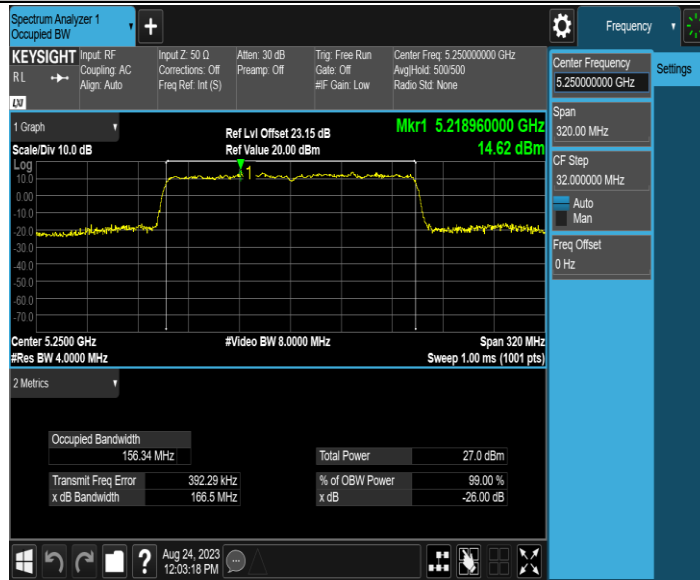 Spectrum Analyzer 1
Occupied BW
+
Frequency
KEYSIGHT
RL
LXI
Input: RF
Coupling: AC
Align: Auto
Input Z: 50 Ω
Corrections: Off
Freq Ref: Int (S)
Atten: 30 dB
Preamp: Off
Trig: Free Run
Gate: Off
#IF Gain: Low
Center Freq: 5.250000000 GHz
Avg|Hold: 500/500
Radio Std: None
Center Frequency
5.250000000 GHz
Settings
Span
320.00 MHz
CF Step
32.000000 MHz
Auto
Man
Freq Offset
0 Hz
1 Graph
Scale/Div 10.0 dB
Ref Lvl Offset 23.15 dB
Ref Value 20.00 dBm
Mkr1 5.218960000 GHz
14.62 dBm
Log
10.0
0.00
-10.0
-20.0
-30.0
-40.0
-50.0
-60.0
-70.0
1
Center 5.2500 GHz
#Res BW 4.0000 MHz
#Video BW 8.0000 MHz
Span 320 MHz
Sweep 1.00 ms (1001 pts)
2 Metrics
Occupied Bandwidth
156.34 MHz
Total Power 27.0 dBm
Transmit Freq Error 392.29 kHz
% of OBW Power 99.00 %
x dB Bandwidth 166.5 MHz
x dB -26.00 dB
?
Aug 24, 2023
12:03:18 PM